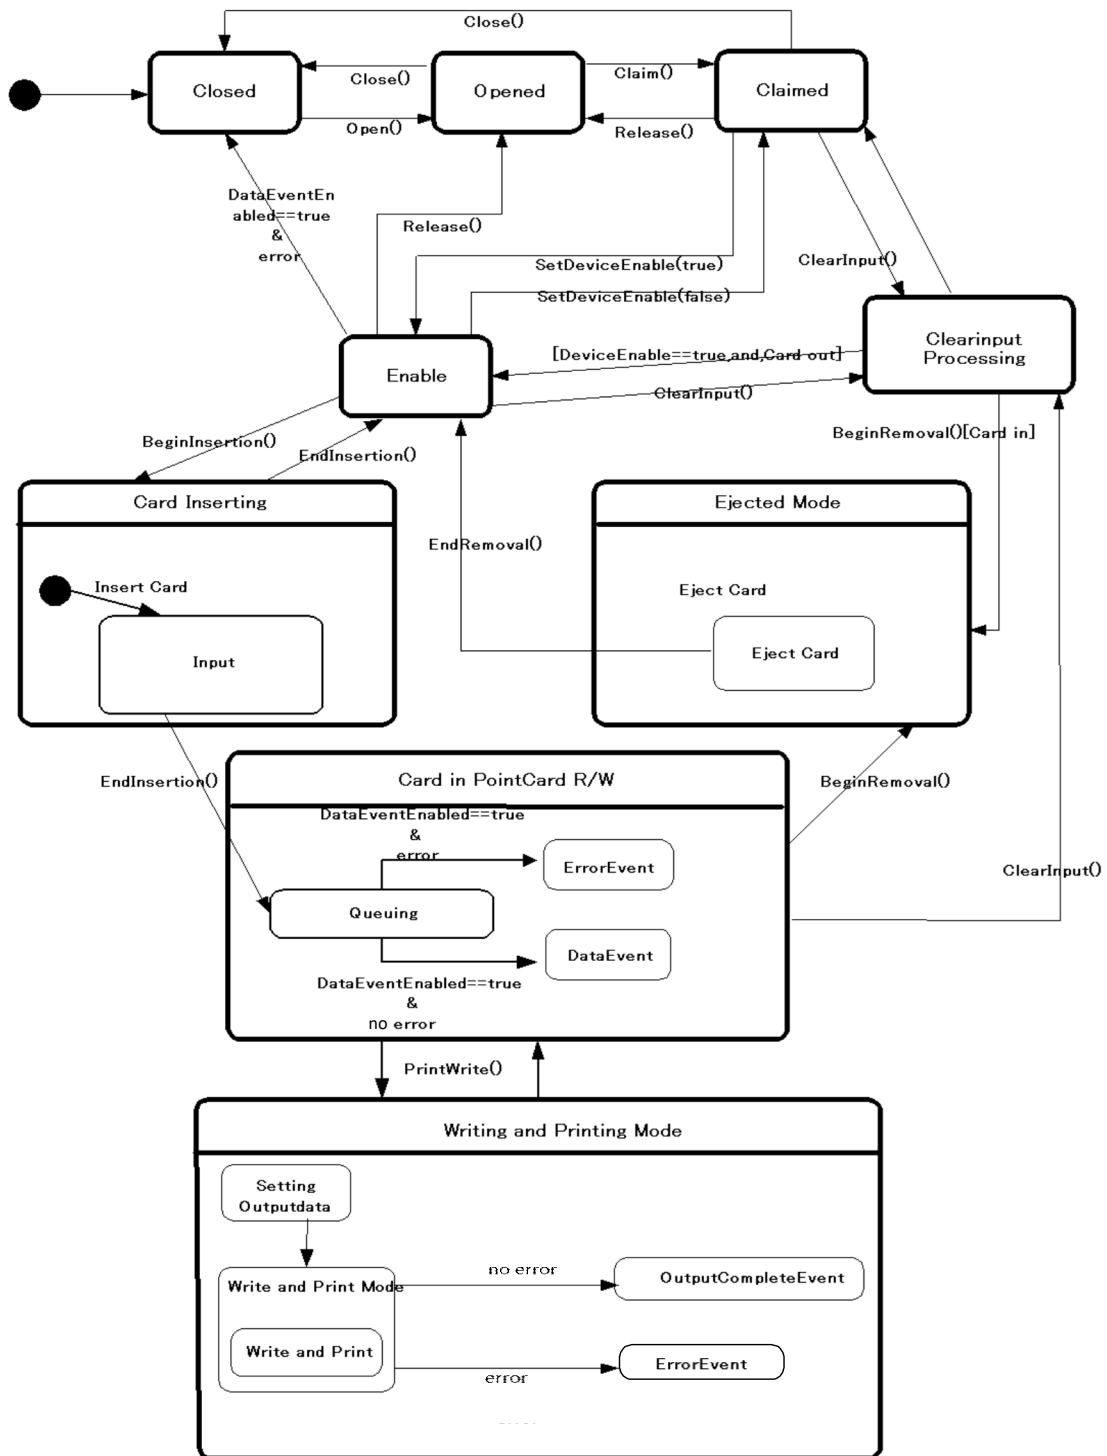 Close()
Closed
Close()
Opened
Claim()
Claimed
Open()
Release()
DataEventEn
abled==true
&
error
Release()
SetDeviceEnable(true)
ClearInput()
SetDeviceEnable(false)
Enable
[DeviceEnable==true,and,Card out]
Clearinput
Processing
ClearInput()
BeginInsertion()
EndInsertion()
BeginRemoval()[Card in]
Card Inserting
Ejected Mode
EndRemoval()
Insert Card
Eject Card
Input
Eject Card
EndInsertion()
Card in PointCard R/W
BeginRemoval()
DataEventEnabled==true
&
error
ErrorEvent
ClearInput()
Queuing
DataEvent
DataEventEnabled==true
&
no error
PrintWrite()
Writing and Printing Mode
Setting
Outputdata
no error
Write and Print Mode
OutputCompleteEvent
Write and Print
ErrorEvent
error